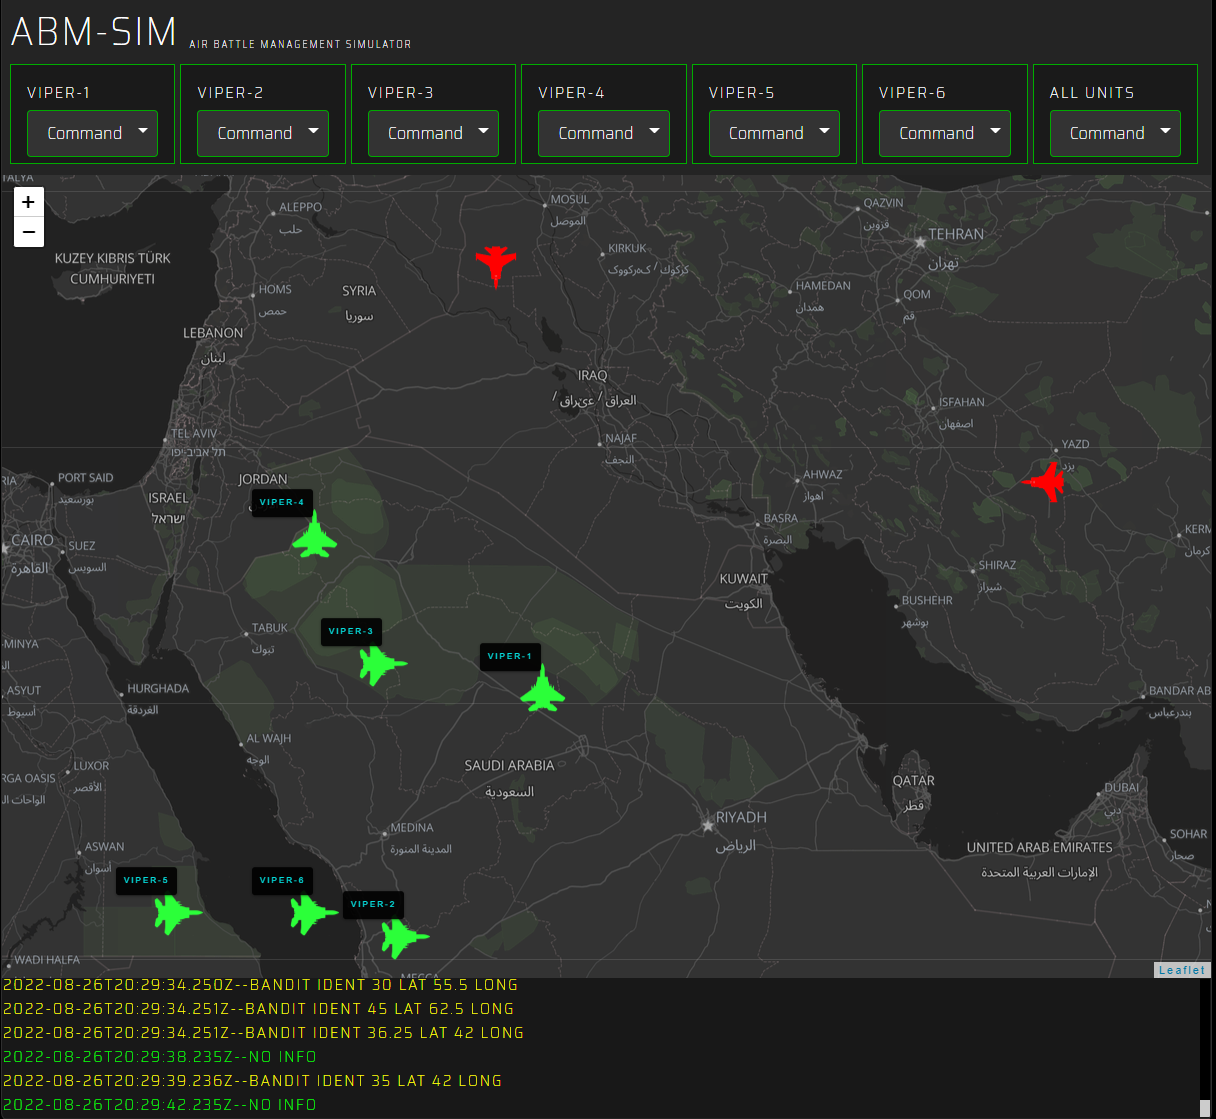 ABM-SIM AIR BATTLE MANAGEMENT SIMULATOR
VIPER-1 VIPER-2 VIPER-3 VIPER-4 VIPER-5 VIPER-6 ALL UNITS
Command Command Command Command Command Command Command
TALYA
+
−
ALEPPO
حلب
MOSUL
الموصل
QAZVIN
قزوین
TEHRAN
تهران
KUZEY KIBRIS TÜRK
CUMHURIYETI
KIRKUK
HOMS
حمص
SYRIA
سوريا
HAMEDAN
همدان
QOM
قم
LEBANON
لبنان
IRAQ
العراق / عێراق /
ISFAHAN
اصفهان
TEL AVIV
תל אביב-יפו
NAJAF
النجف
YAZD
یزد
RIA
PORT SAID
بورسعيد
JORDAN
AHWAZ
اهواز
ISRAEL
ישראל
VIPER-4
BASRA
البصرة
CAIRO
القاهرة
SUEZ
السويس
KERM
کرمان
KUWAIT
الكويت
SHIRAZ
شیراز
BUSHEHR
بوشهر
TABUK
تبوك
VIPER-3
-MINYA
VIPER-1
ASYUT
أسيوط
HURGHADA
الغردقة
BANDAR AB
بندرعباس
AL WAJH
الوجه
LUXOR
الأقصر
RGA OASIS
الواحات ال
SAUDI ARABIA
السعودية
QATAR
قطر
DUBAI
دبي
RIYADH
الرياض
MEDINA
المدينة المنورة
SOHAR
صحار
ASWAN
أسوان
UNITED ARAB EMIRATES
الإمارات العربية المتحدة
VIPER-5
VIPER-6
VIPER-2
WADI HALFA
MECCA
Leaflet
2022-08-26T20:29:34.250Z--BANDIT IDENT 30 LAT 55.5 LONG
2022-08-26T20:29:34.251Z--BANDIT IDENT 45 LAT 62.5 LONG
2022-08-26T20:29:34.251Z--BANDIT IDENT 36.25 LAT 42 LONG
2022-08-26T20:29:38.235Z--NO INFO
2022-08-26T20:29:39.236Z--BANDIT IDENT 35 LAT 42 LONG
2022-08-26T20:29:42.235Z--NO INFO